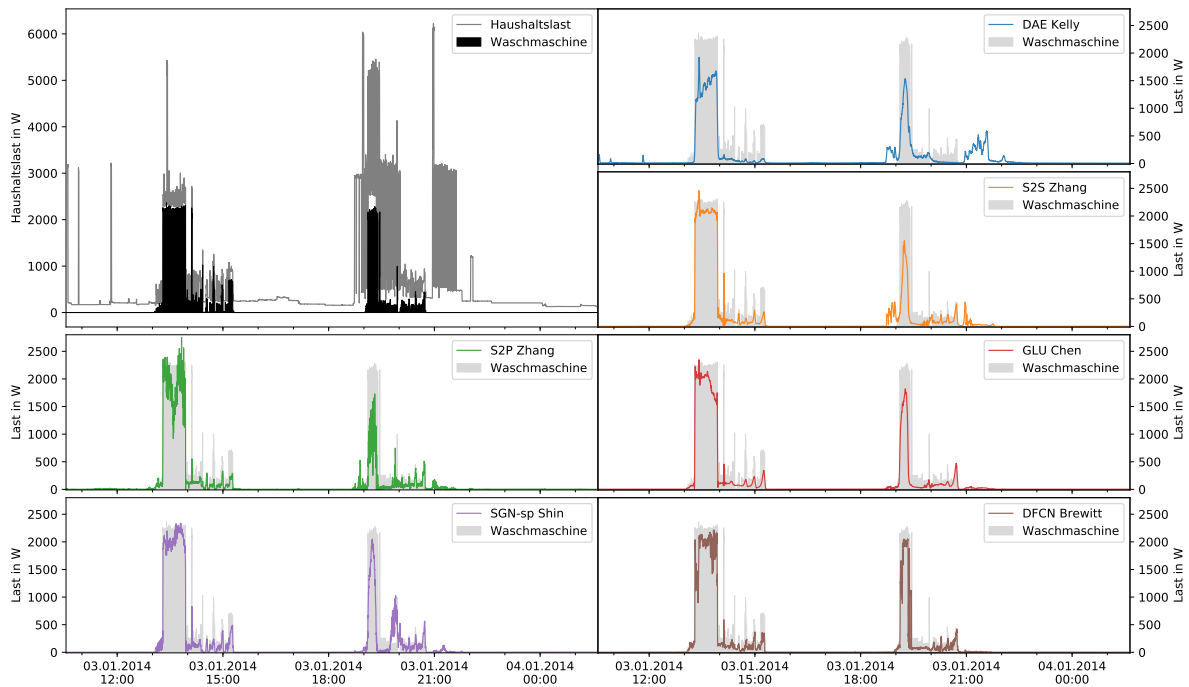 Haushaltslast
Waschmaschine
Haushaltslast in W
6000
5000
4000
3000
2000
1000
0
DAE Kelly
Waschmaschine
Last in W
2500
2000
1500
1000
500
0
S2S Zhang
Waschmaschine
Last in W
2500
2000
1500
1000
500
0
S2P Zhang
Waschmaschine
Last in W
2500
2000
1500
1000
500
0
GLU Chen
Waschmaschine
Last in W
2500
2000
1500
1000
500
0
SGN-sp Shin
Waschmaschine
Last in W
2500
2000
1500
1000
500
0
03.01.2014 03.01.2014 03.01.2014 03.01.2014 04.01.2014
12:00 15:00 18:00 21:00 00:00
DFCN Brewitt
Waschmaschine
Last in W
2500
2000
1500
1000
500
0
03.01.2014 03.01.2014 03.01.2014 03.01.2014 04.01.2014
12:00 15:00 18:00 21:00 00:00